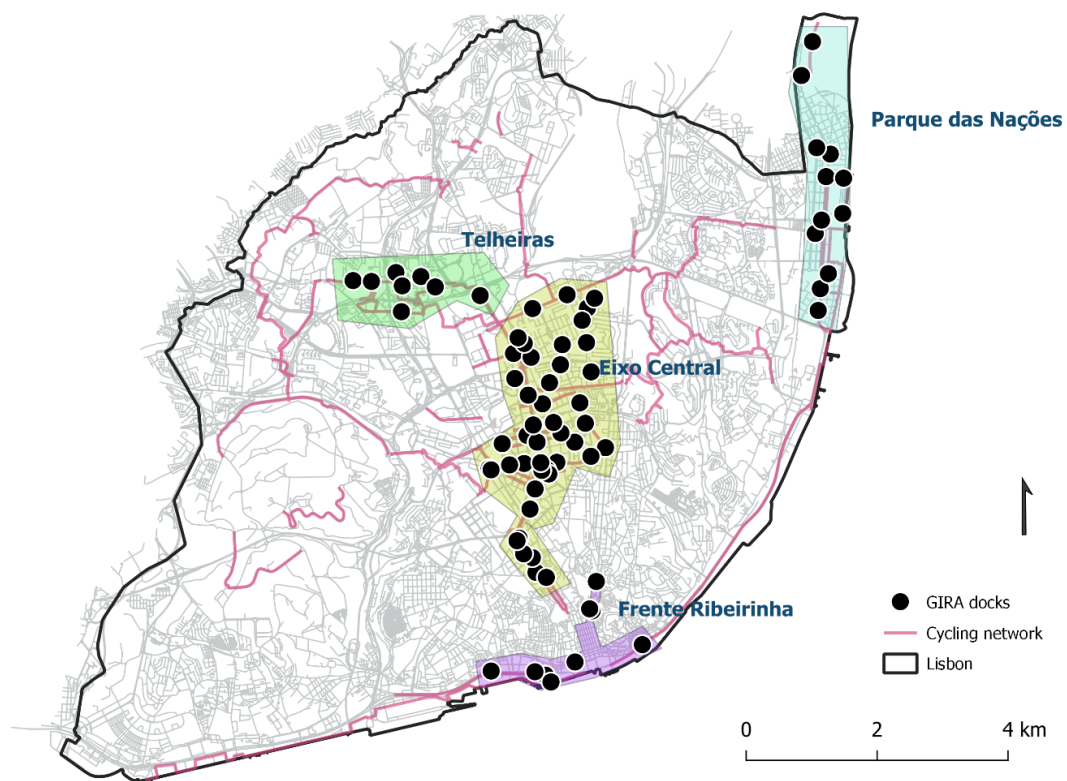 Parque das Nações
Telheiras
Eixo Central
Frente Ribeirinha
GIRA docks
Cycling network
Lisbon
0 2 4 km